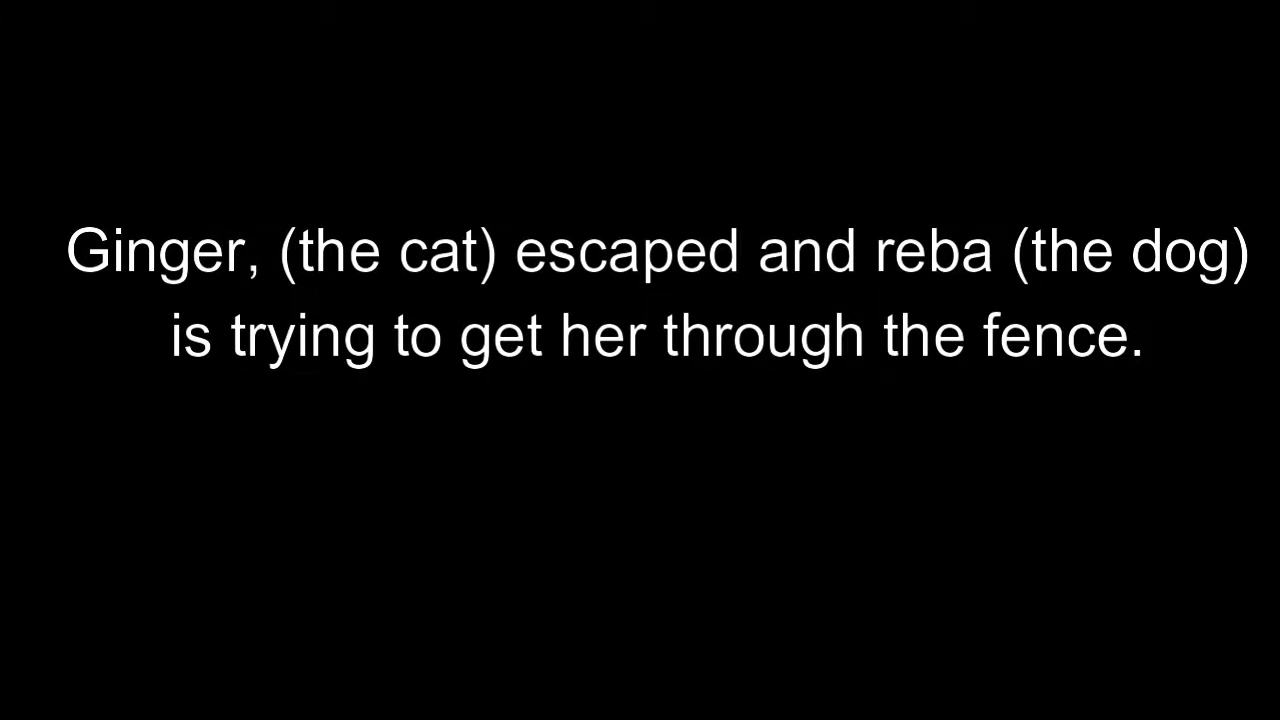 Ginger, (the cat) escaped and reba (the dog)
is trying to get her through the fence.